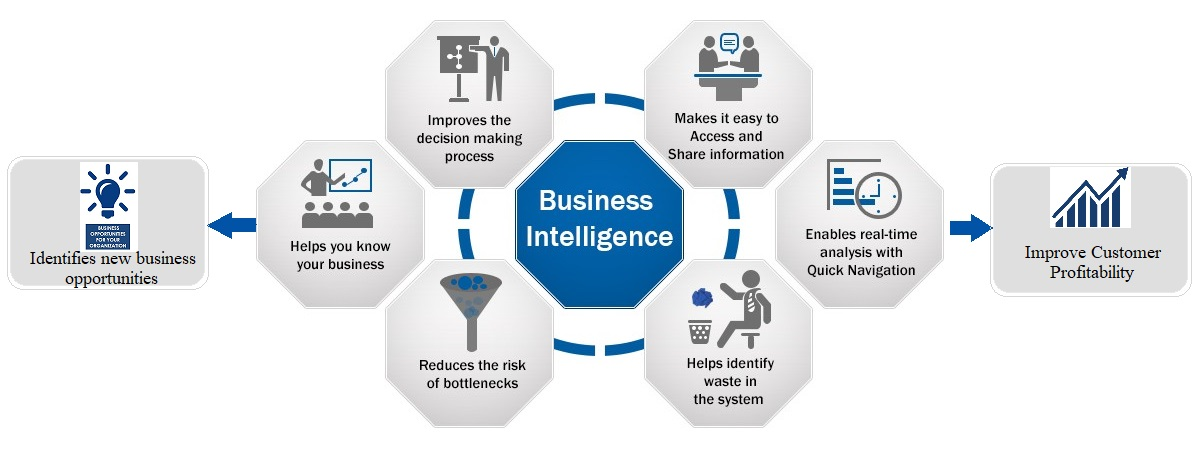 Improves the
decision making
process
Makes it easy to
Access and
Share information
BUSINESS
OPPORTUNITIES
FOR YOUR
ORGANIZATION
Identifies new business
opportunities
Helps you know
your business
Business
Intelligence
Enables real-time
analysis with
Quick Navigation
Improve Customer
Profitability
Reduces the risk
of bottlenecks
Helps identify
waste in
the system